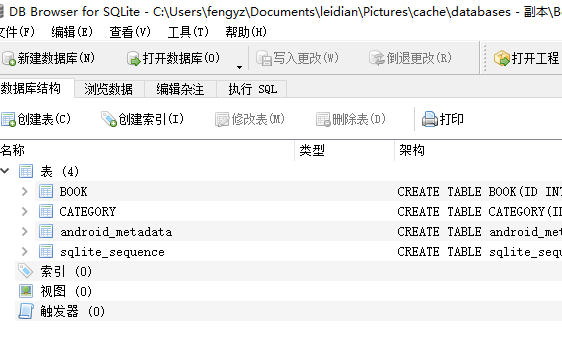 DB Browser for SQLite - C:\Users\fengyz\Documents\leidian\Pictures\cache\databases - 副本\B
文件(F) 编辑(E) 查看(V) 工具(T) 帮助(H)
新建数据库(N) 打开数据库(O) 写入更改(W) 倒退更改(R) 打开工程
数据库结构 浏览数据 编辑杂注 执行 SQL
创建表(C) 创建索引(I) 修改表(M) 删除表(D) 打印
名称 类型 架构
表 (4)
BOOK CREATE TABLE BOOK(ID INT
CATEGORY CREATE TABLE CATEGORY(ID
android_metadata CREATE TABLE android_met
sqlite_sequence CREATE TABLE sqlite_sequ
索引 (0)
视图 (0)
触发器 (0)